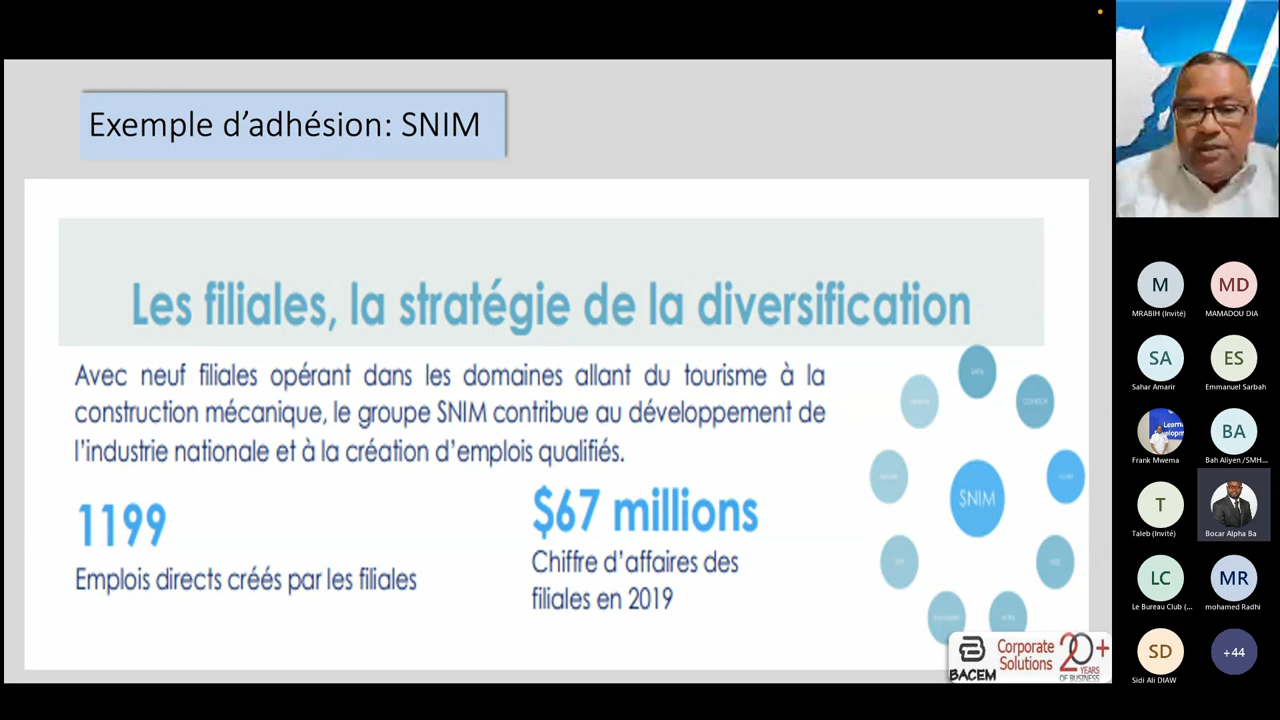 Exemple d’adhésion: SNIM
Les filiales, la stratégie de la diversification
Avec neuf filiales opérant dans les domaines allant du tourisme à la
construction mécanique, le groupe SNIM contribue au développement de
l’industrie nationale et à la création d’emplois qualifiés.
1199
Emplois directs créés par les filiales
$67 millions
Chiffre d’affaires des
filiales en 2019
SNIM
BACEM
Corporate
Solutions
20+
YEARS
OF BUSINESS
M
MRABIH (Invité)
MD
MAMADOU DIA
SA
Sahar Amarir
ES
Emmanuel Sarbah
Frank Mwema
BA
Bah Aliyen /SMH...
T
Taleb (Invité)
Bocar Alpha Ba
LC
Le Bureau Club (...
MR
mohamed Radhi
SD
Sidi Ali DIAW
+44